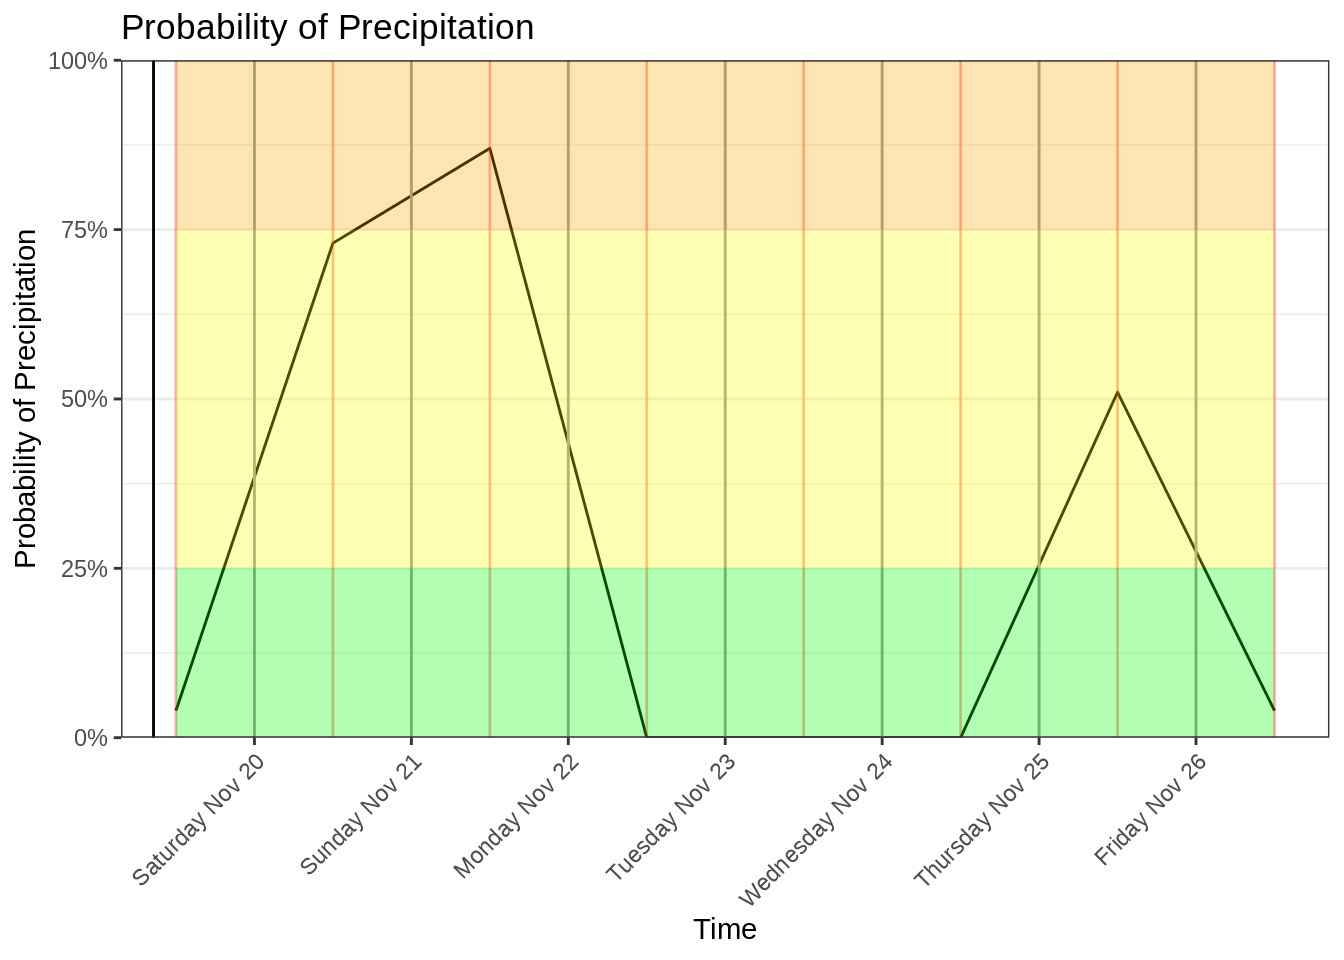 Probability of Precipitation
100%
75%
50%
25%
0%
Probability of Precipitation
Saturday Nov 20
Sunday Nov 21
Monday Nov 22
Tuesday Nov 23
Wednesday Nov 24
Thursday Nov 25
Friday Nov 26
Time